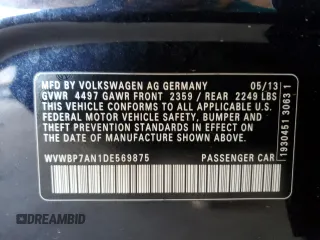 MFD BY VOLKSWAGEN AG GERMANY 05/13
GVWR 4497 GAWR FRONT 2359 / REAR 2249 LBS
THIS VEHICLE CONFORMS TO ALL APPLICABLE U.S.
FEDERAL MOTOR VEHICLE SAFETY,
BUMPER, AND THEFT PREVENTION
STANDARDS IN EFFECT
ON THE DATE OF MANUFACTURE SHOWN ABOVE.
WVWBP7AN1DE569875 PASSENGER CAR
1930451 3063 1
DREAMBID